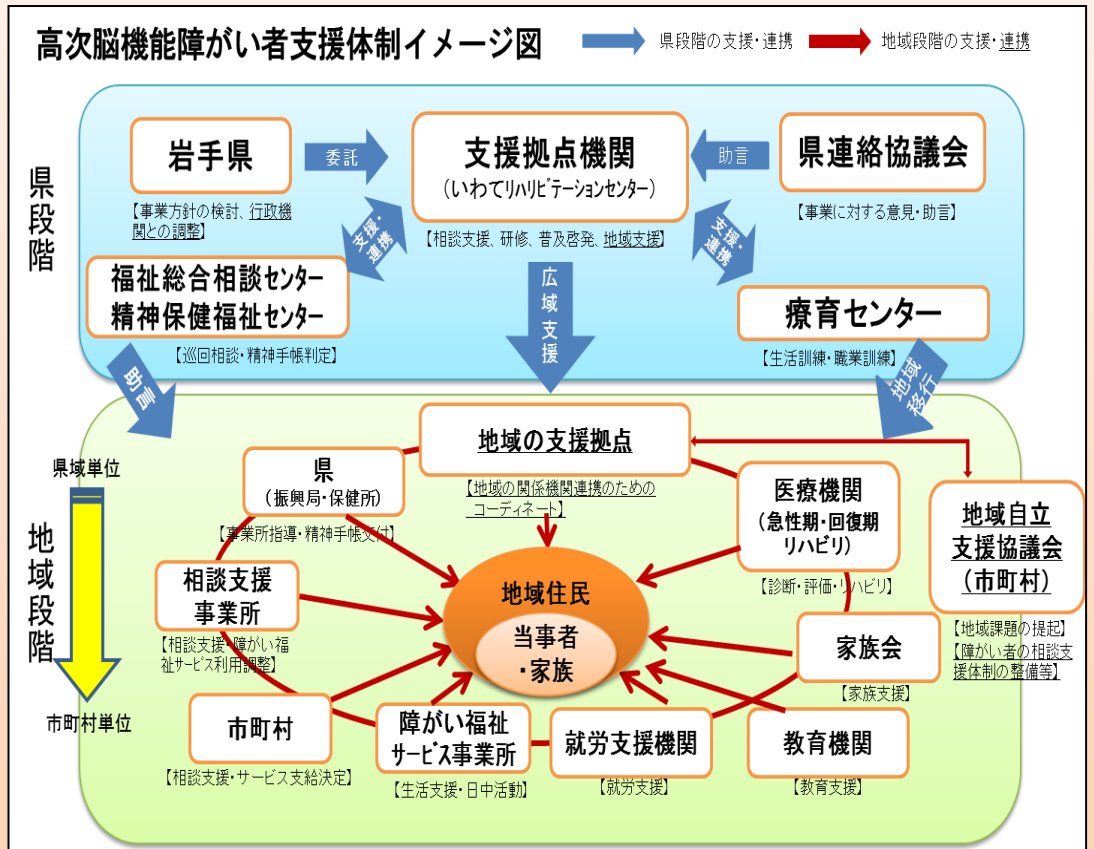 高次脳機能障がい者支援体制イメージ図
県段階の支援・連携
地域段階の支援・連携
県段階
岩手県
【事業方針の検討、行政機
関との調整】
委託
支援拠点機関
（いわてリハリビテーションセンター）
【相談支援、研修、普及啓発、地域支援】
助言
県連絡協議会
【事業に対する意見・助言】
支援・
連携
支援・
連携
福祉総合相談センター
精神保健福祉センター
【巡回相談・精神手帳判定】
広域支援
療育センター
【生活訓練・職業訓練】
助言
地域
移行
県域単位
地域段階
市町村単位
地域の支援拠点
【地域の関係機関連携のための
コーディネート】
県
（振興局・保健所）
【事業所指導・精神手帳交付】
医療機関
（急性期・回復期
リハビリ）
【診断・評価・リハビリ】
地域自立
支援協議会
（市町村）
【地域課題の提起】
【障がい者の相談支
援体制の整備等】
相談支援
事業所
【相談支援・障がい福
祉サービス利用調整】
地域住民
当事者
・家族
家族会
【家族支援】
市町村
【相談支援・サービス支給決定】
障がい福祉
サービス事業所
【生活支援・日中活動】
就労支援機関
【就労支援】
教育機関
【教育支援】